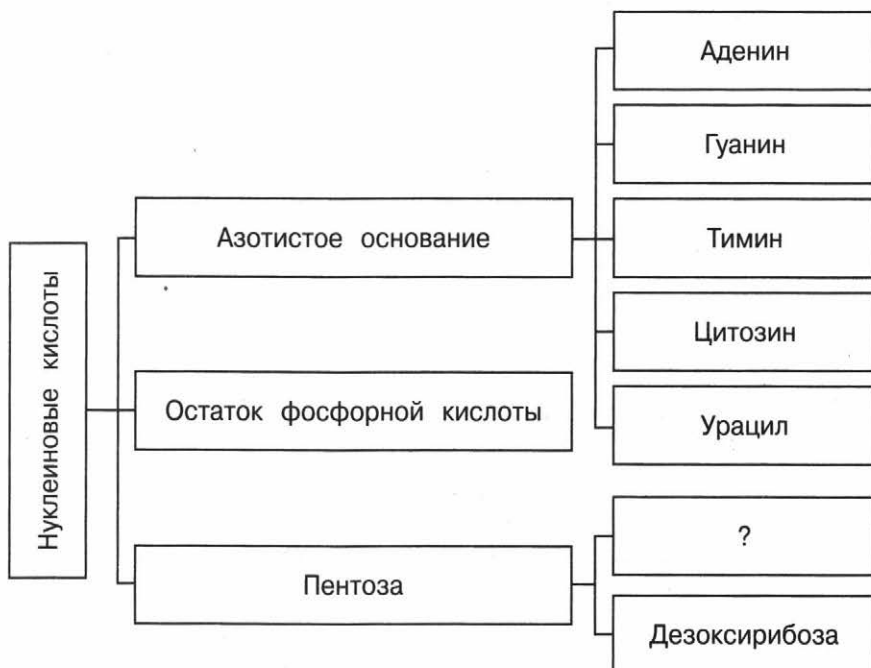 Нуклеиновые кислоты
Азотистое основание
Остаток фосфорной кислоты
Пентоза
Аденин
Гуанин
Тимин
Цитозин
Урацил
?
Дезоксирибоза